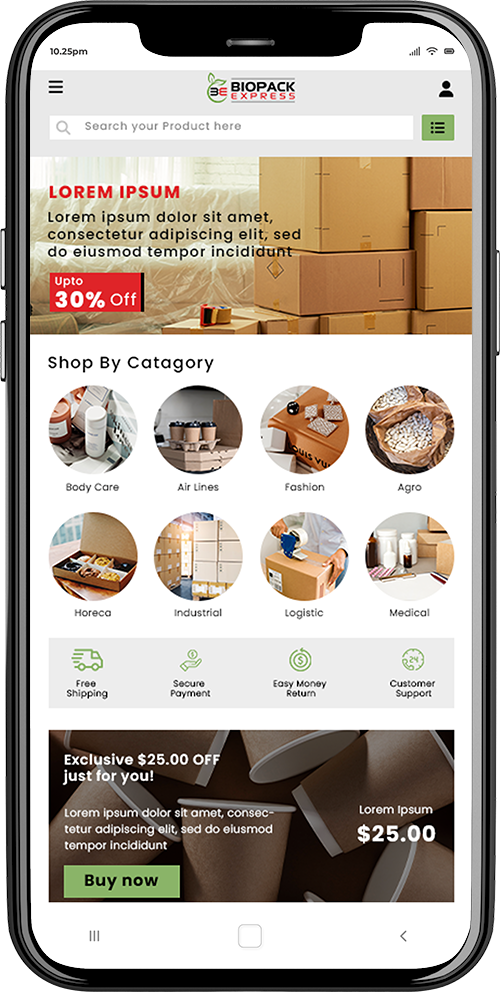 10.25pm
BE BIOPACK
EXPRESS
Search your Product here
LOREM IPSUM
Lorem ipsum dolor sit amet,
consectetur adipiscing elit, sed
do eiusmod tempor incididunt
Upto
30% Off
Shop By Catagory
Body Care
Air Lines
Fashion
Agro
Horeca
Industrial
Logistic
Medical
Free
Shipping
Secure
Payment
Easy Money
Return
24
Customer
Support
Exclusive $25.00 OFF
just for you!
Lorem ipsum dolor sit amet, consec-
tetur adipiscing elit, sed do eiusmod
tempor incididunt
Lorem Ipsum
$25.00
Buy now